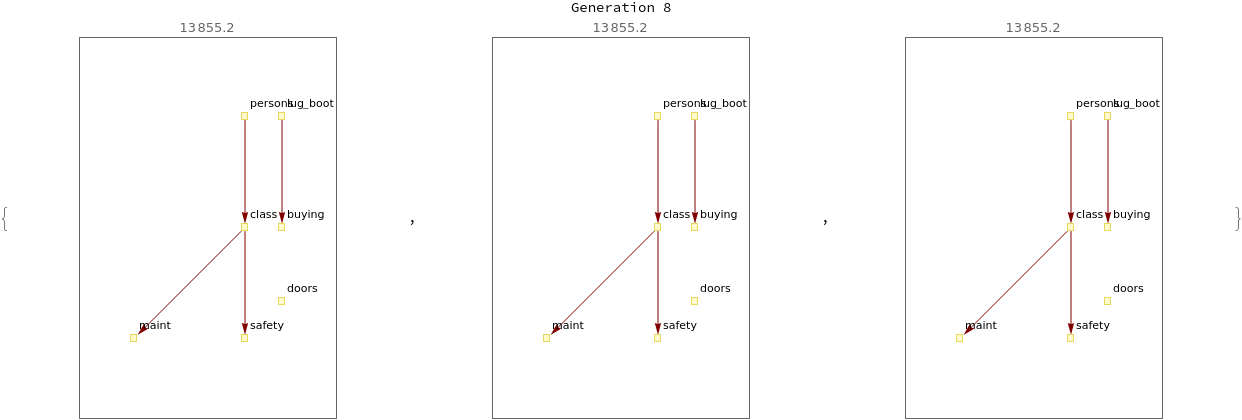 Generation 8
13855.2
persons lug_boot
class buying
doors
maint safety
13855.2
persons lug_boot
class buying
doors
maint safety
13855.2
persons lug_boot
class buying
doors
maint safety
{ , , }